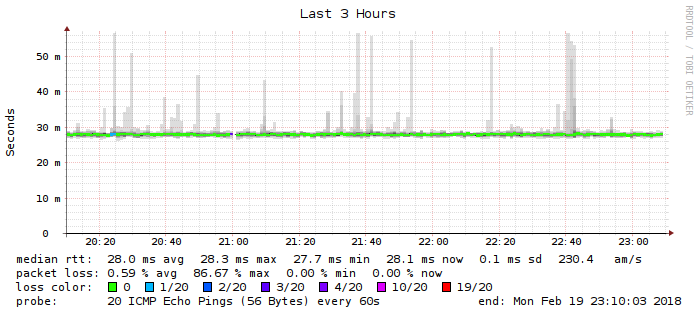 Last 3 Hours
RRDTOOL / TOBI OETIKER
Seconds
50 m
40 m
30 m
20 m
10 m
0
20:20 20:40 21:00 21:20 21:40 22:00 22:20 22:40 23:00
median rtt: 28.0 ms avg 28.3 ms max 27.7 ms min 28.1 ms now 0.1 ms sd 230.4 am/s
packet loss: 0.59 % avg 86.67 % max 0.00 % min 0.00 % now
loss color: 0 1/20 2/20 3/20 4/20 10/20 19/20
probe: 20 ICMP Echo Pings (56 Bytes) every 60s end: Mon Feb 19 23:10:03 2018